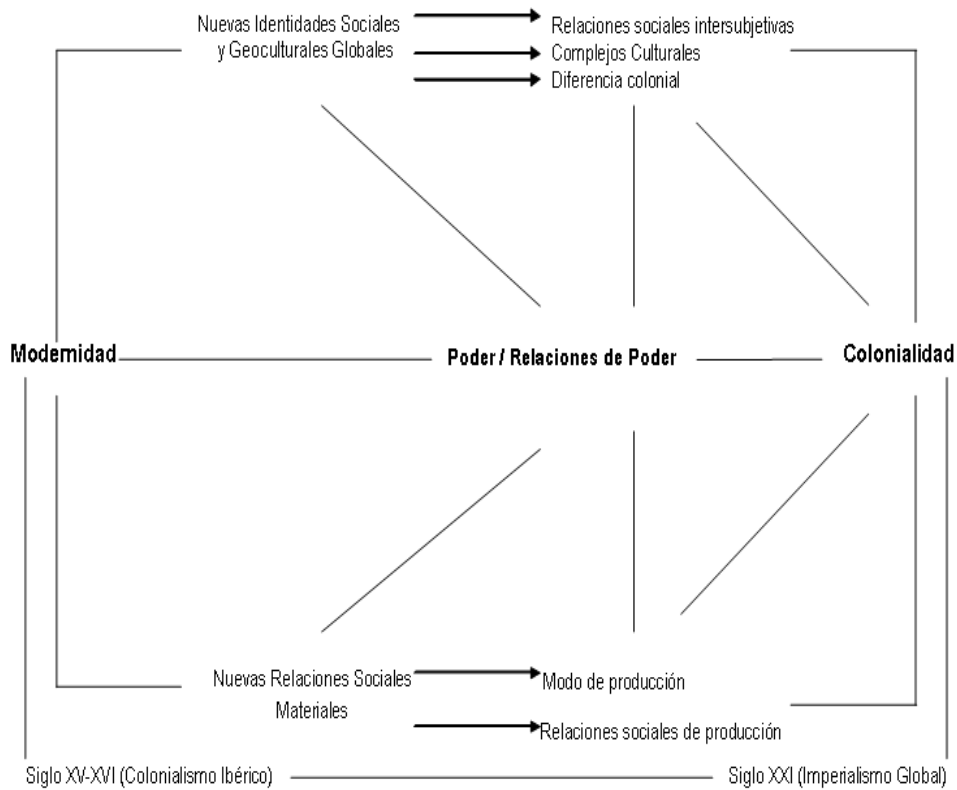 Nuevas Identidades Sociales
y Geoculturales Globales
Relaciones sociales intersubjetivas
Complejos Culturales
Diferencia colonial
Modernidad
Poder / Relaciones de Poder
Colonialidad
Nuevas Relaciones Sociales
Materiales
Modo de producción
Relaciones sociales de producción
Siglo XV-XVI (Colonialismo Ibérico)
Siglo XXI (Imperialismo Global)